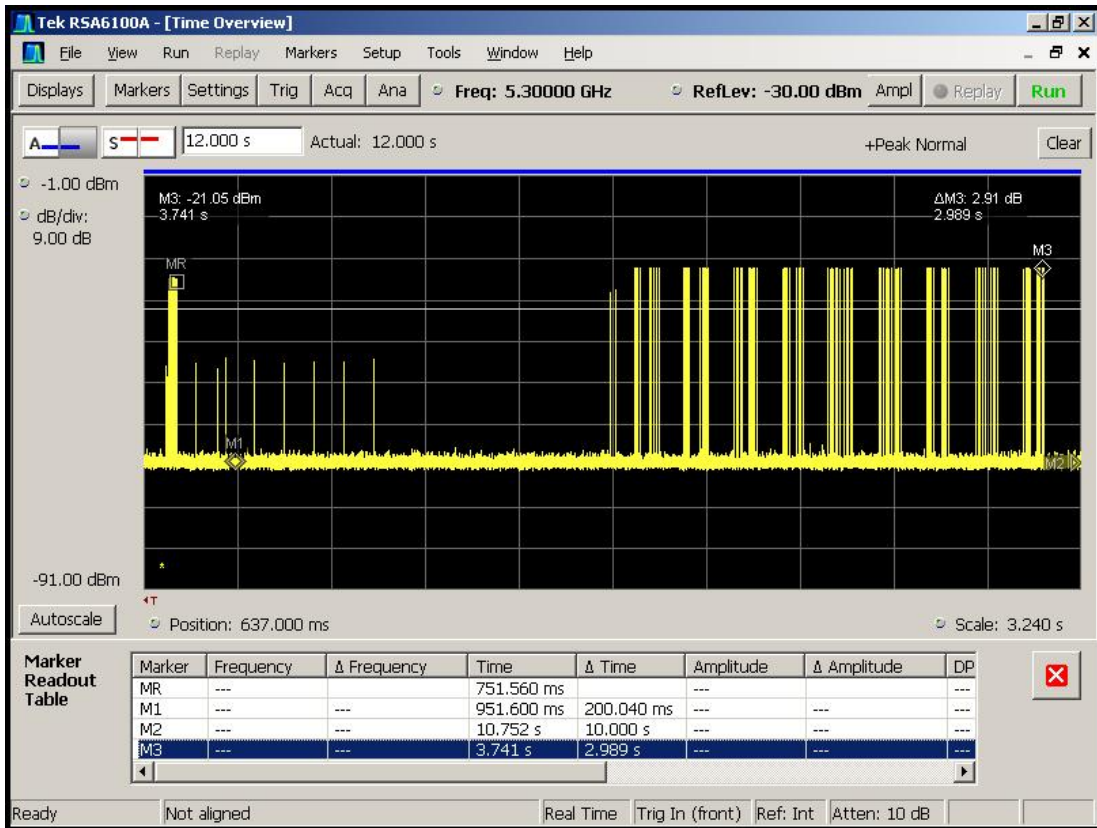 Tek RSA6100A - [Time Overview]
File View Run Replay Markers Setup Tools Window Help
Displays Markers Settings Trig Acq Ana Freq: 5.30000 GHz RefLev: -30.00 dBm Ampl Replay Run
A S 12.000 s Actual: 12.000 s +Peak Normal Clear
-1.00 dBm
dB/div:
9.00 dB
M3: -21.05 dBm
3.741 s
ΔM3: 2.91 dB
2.989 s
MR
M3
M1
M2
-91.00 dBm
Autoscale
T
Position: 637.000 ms Scale: 3.240 s
Marker
Readout
Table
Marker Frequency Δ Frequency Time Δ Time Amplitude Δ Amplitude DP
MR --- 751.560 ms --- ---
M1 --- --- 951.600 ms 200.040 ms --- --- ---
M2 --- --- 10.752 s 10.000 s --- --- ---
M3 --- --- 3.741 s 2.989 s --- --- ---
Ready Not aligned Real Time Trig In (front) Ref: Int Atten: 10 dB